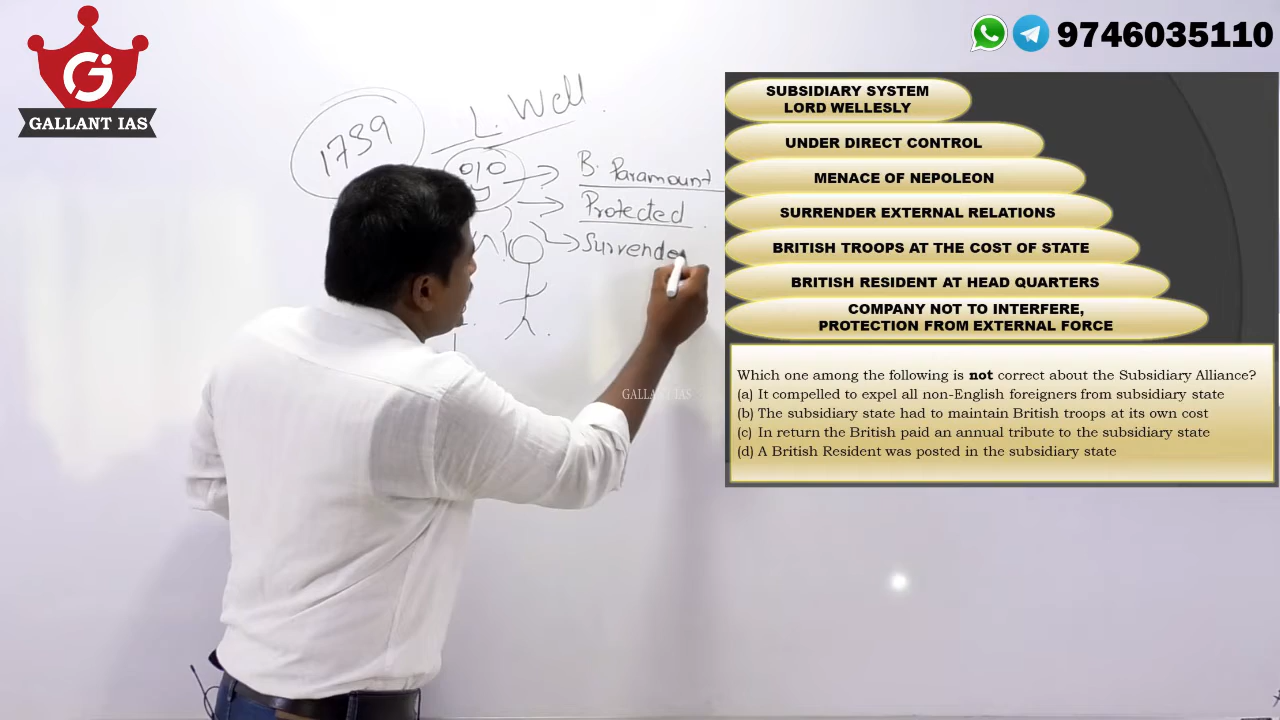 GALLANT IAS
9746035110
1739
L. Well
B. Paramount
Protected
Surrende
SUBSIDIARY SYSTEM
LORD WELLESLY
UNDER DIRECT CONTROL
MENACE OF NEPOLEON
SURRENDER EXTERNAL RELATIONS
BRITISH TROOPS AT THE COST OF STATE
BRITISH RESIDENT AT HEAD QUARTERS
COMPANY NOT TO INTERFERE,
PROTECTION FROM EXTERNAL FORCE
Which one among the following is not correct about the Subsidiary Alliance?
(a) It compelled to expel all non-English foreigners from subsidiary state
(b) The subsidiary state had to maintain British troops at its own cost
(c) In return the British paid an annual tribute to the subsidiary state
(d) A British Resident was posted in the subsidiary state
GALLANT IAS